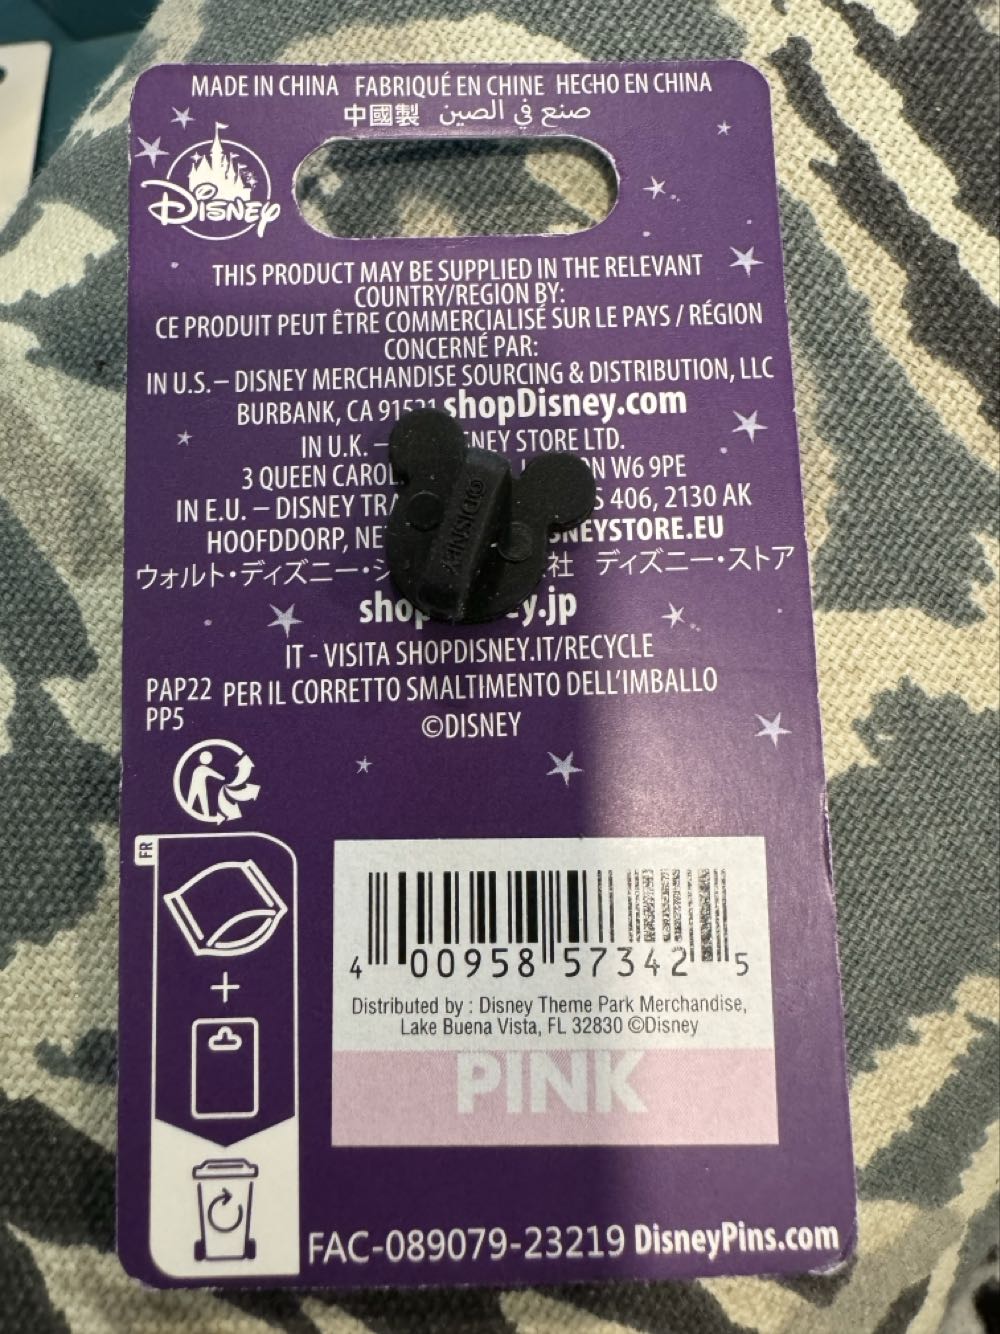 MADE IN CHINA FABRIQUÉ EN CHINE HECHO EN CHINA
中國製 صنع في الصين
DISNEY
THIS PRODUCT MAY BE SUPPLIED IN THE RELEVANT
COUNTRY/REGION BY:
CE PRODUIT PEUT ÊTRE COMMERCIALISÉ SUR LE PAYS / RÉGION
CONCERNÉ PAR:
IN U.S.– DISNEY MERCHANDISE SOURCING & DISTRIBUTION, LLC
BURBANK, CA shopDisney.com
IN U.K. – STORE LTD.
3 QUEEN W6 9PE
IN E.U. – DISNEY 406, 2130 AK
HOOFDDORP,
ウォルト・ディズニー・ 社 ディズニー・ストア
IT - VISITA SHOPDISNEY.IT/RECYCLE
PAP22 PER IL CORRETTO SMALTIMENTO DELL'IMBALLO
PP5
©DISNEY
©DISNEY
FR
4 00958 57342 5
Distributed by : Disney Theme Park Merchandise,
Lake Buena Vista, FL 32830 ©Disney
PINK
FAC-089079-23219 DisneyPins.com